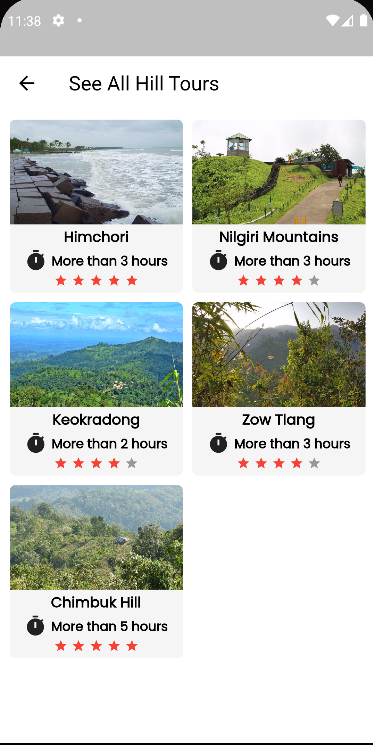 11:38
See All Hill Tours
Himchori
More than 3 hours
Nilgiri Mountains
More than 3 hours
Keokradong
More than 2 hours
Zow Tlang
More than 3 hours
Chimbuk Hill
More than 5 hours